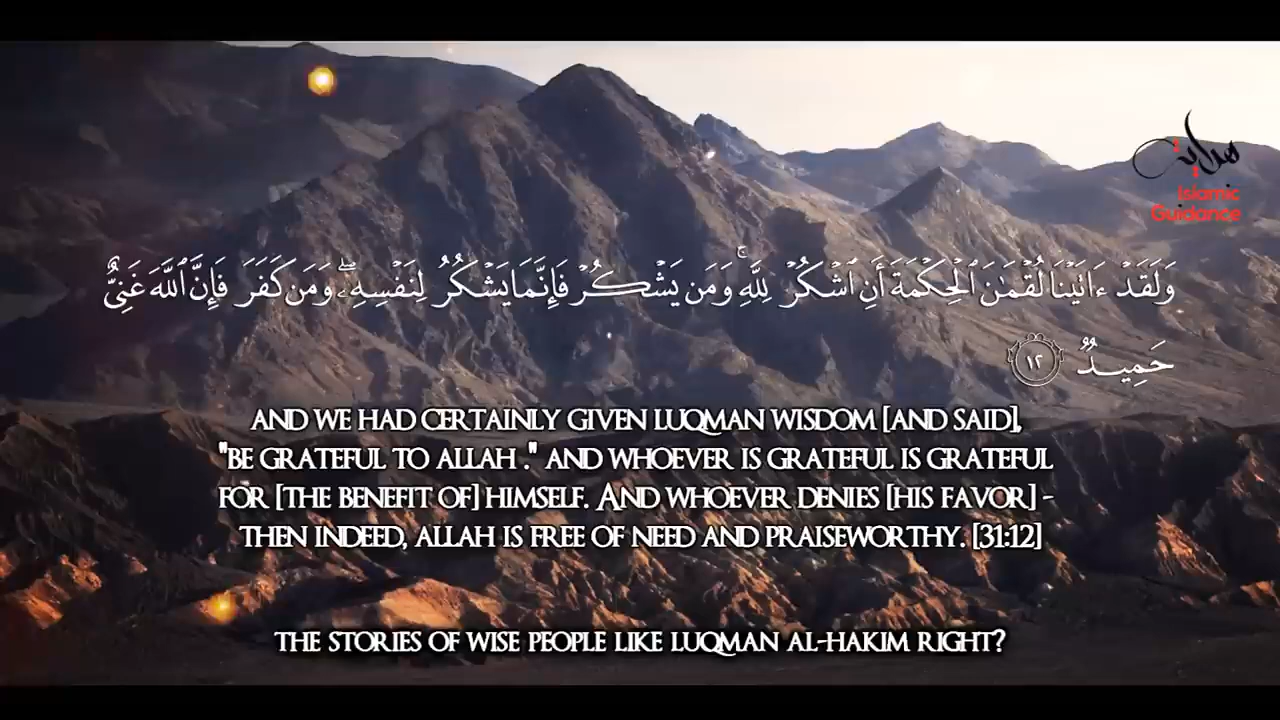 هداية
Islamic
Guidance
وَلَقَدْ ءَاتَيْنَا لُقْمَٰنَ ٱلْحِكْمَةَ أَنِ ٱشْكُرْ لِلَّهِۚ وَمَن يَشْكُرْ فَإِنَّمَا يَشْكُرُ لِنَفْسِهِۦۖ وَمَن كَفَرَ فَإِنَّ ٱللَّهَ غَنِىٌّ
حَمِيدٌۭ ١٢
AND WE HAD CERTAINLY GIVEN LUQMAN WISDOM [AND SAID],
"BE GRATEFUL TO ALLAH ." AND WHOEVER IS GRATEFUL IS GRATEFUL
FOR [THE BENEFIT OF] HIMSELF. AND WHOEVER DENIES [HIS FAVOR] -
THEN INDEED, ALLAH IS FREE OF NEED AND PRAISEWORTHY. [31:12]
THE STORIES OF WISE PEOPLE LIKE LUQMAN AL-HAKIM RIGHT?